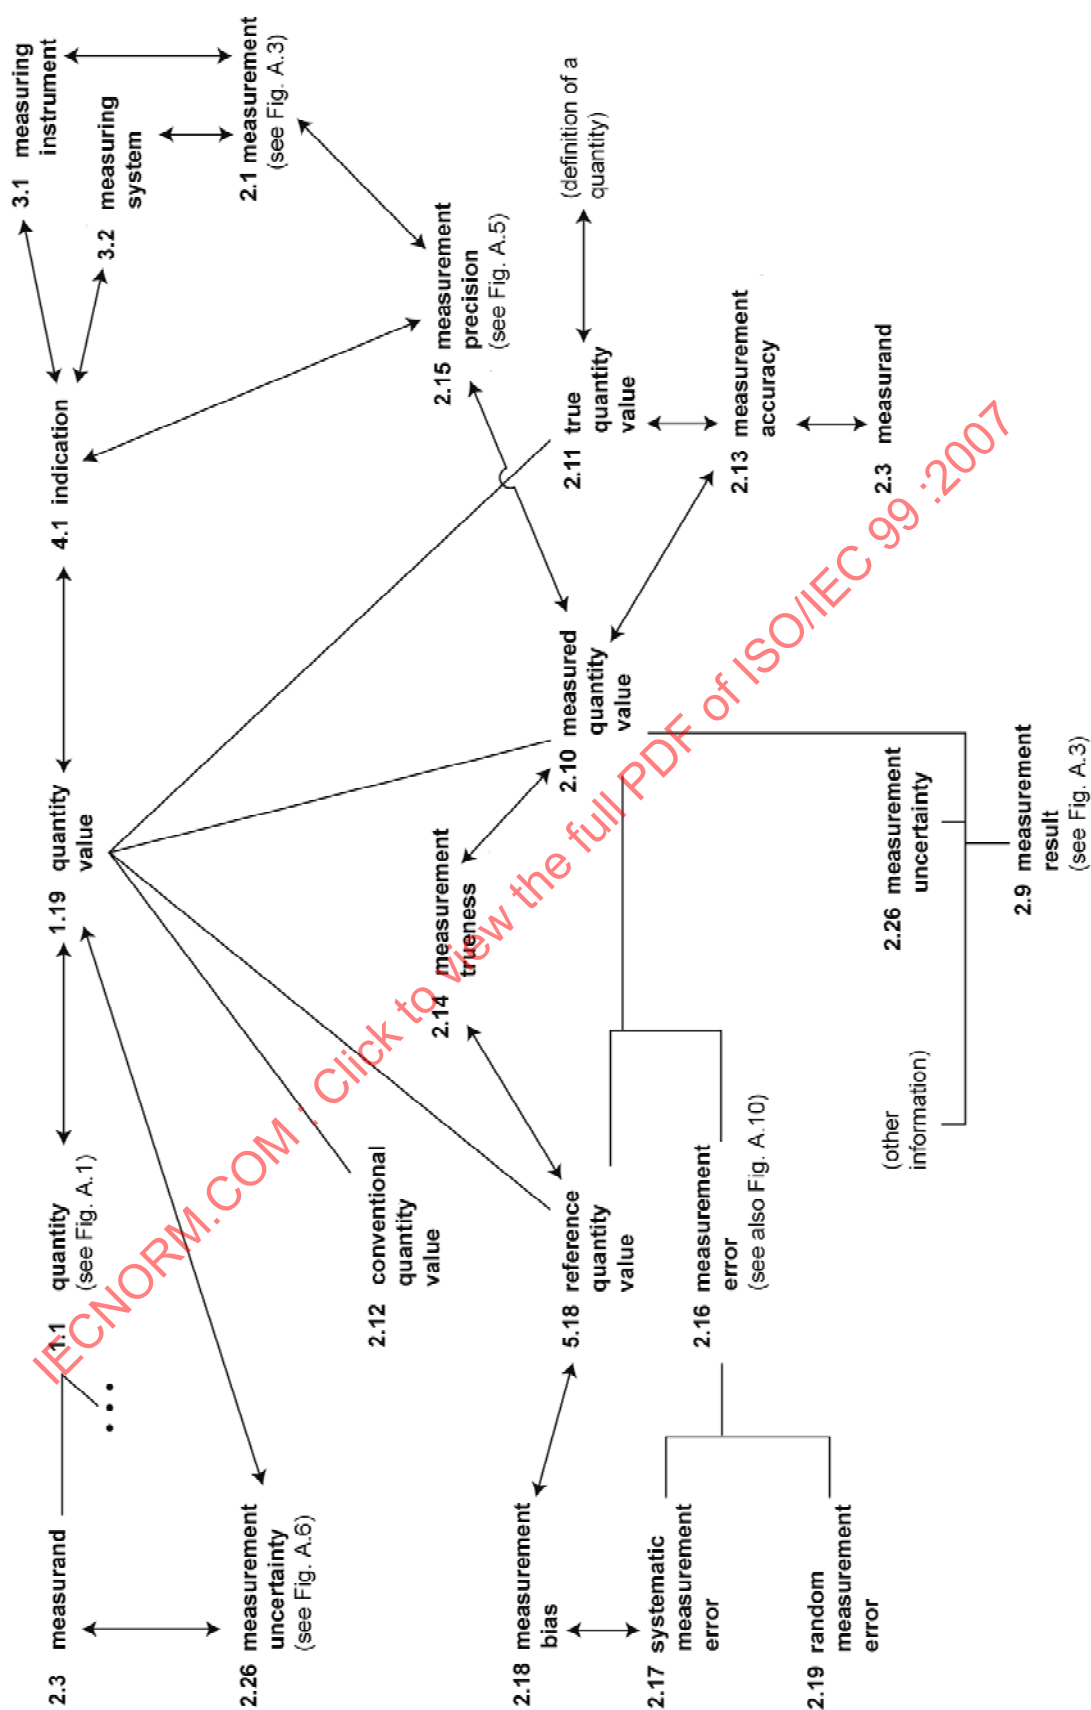 2.3 measurand
1.1 quantity
(see Fig. A.1)
1.19 quantity
value
4.1 indication
3.1 measuring
instrument
3.2 measuring
system
2.26 measurement
uncertainty
(see Fig. A.6)
2.1 measurement
(see Fig. A.3)
2.12 conventional
quantity
value
2.14 measurement
trueness
2.15 measurement
precision
(see Fig. A.5)
2.18 measurement
bias
5.18 reference
quantity
value
2.10 measured
quantity
value
2.11 true
quantity
value
(definition of a
quantity)
2.17 systematic
measurement
error
2.16 measurement
error
(see also Fig. A.10)
2.13 measurement
accuracy
2.19 random
measurement
error
(other
information)
2.26 measurement
uncertainty
2.3 measurand
2.9 measurement
result
(see Fig. A.3)
IECNORM.COM : Click to view the full PDF of ISO/IEC 99 :2007